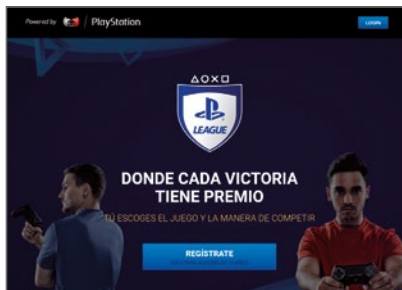 Powered by PlayStation
LOGIN
LEAGUE
DONDE CADA VICTORIA
TIENE PREMIO
TÚ ESCOGES EL JUEGO Y LA MANERA DE COMPETIR
REGÍSTRATE